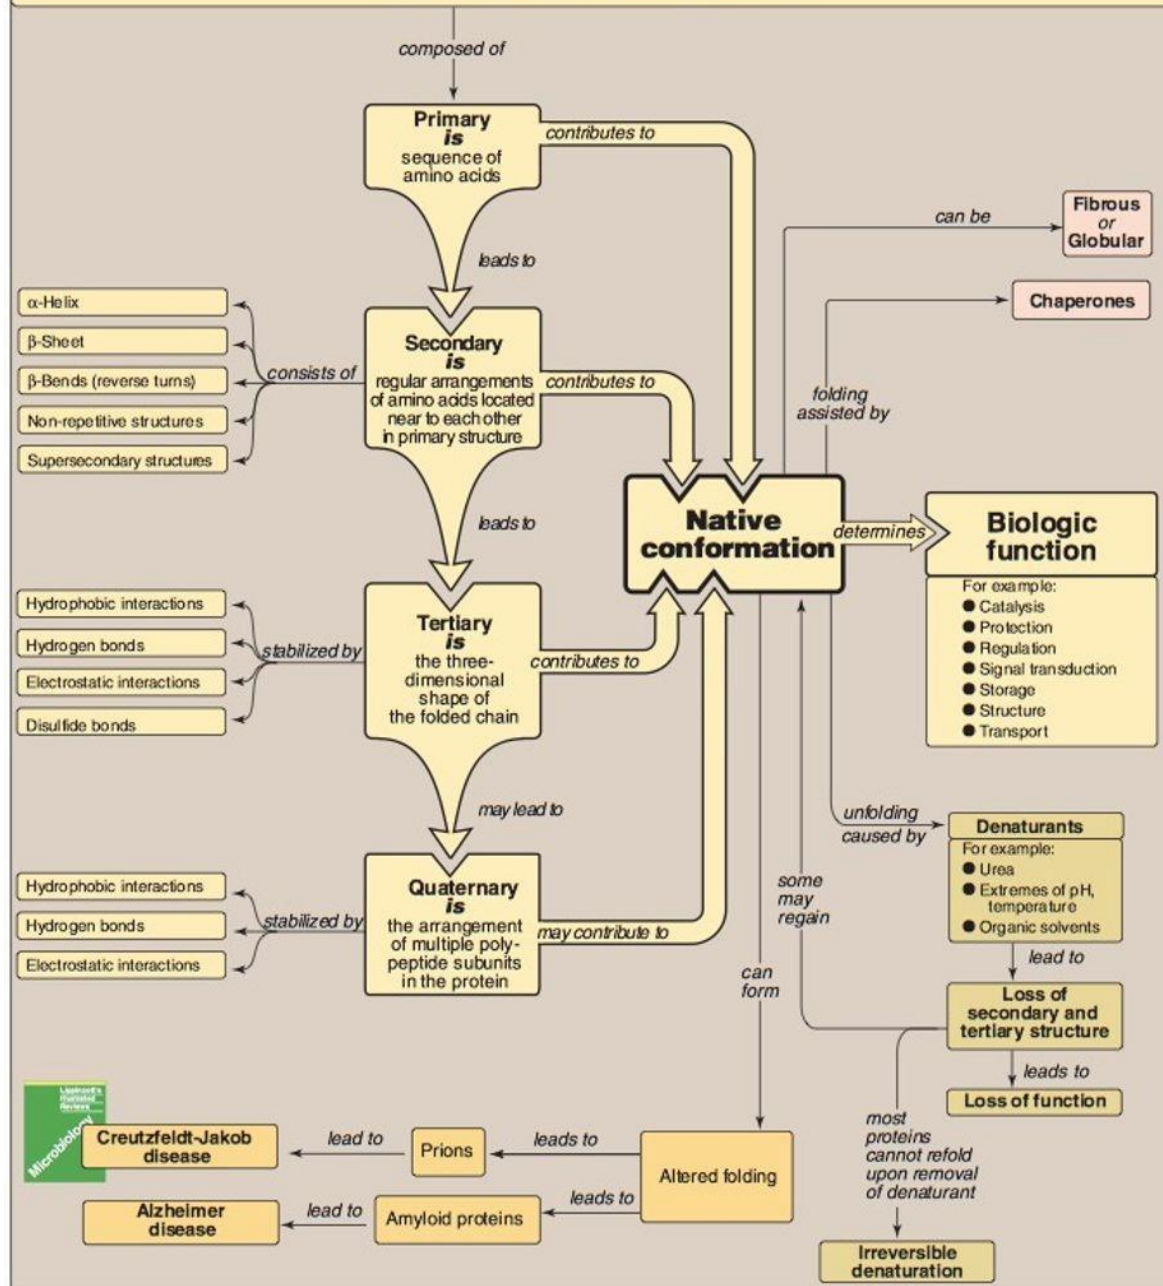 composed of
Primary
is
sequence of
amino acids
contributes to
leads to
can be
Fibrous
or
Globular
Chaperones
folding
assisted by
α-Helix
β-Sheet
β-Bends (reverse turns)
Non-repetitive structures
Supersecondary structures
consists of
Secondary
is
regular arrangements
of amino acids located
near to each other
in primary structure
contributes to
leads to
Native
conformation
determines
Biologic
function
For example:
● Catalysis
● Protection
● Regulation
● Signal transduction
● Storage
● Structure
● Transport
Hydrophobic interactions
Hydrogen bonds
Electrostatic interactions
Disulfide bonds
stabilized by
Tertiary
is
the three-
dimensional
shape of
the folded chain
contributes to
may lead to
unfolding
caused by
Denaturants
For example:
● Urea
● Extremes of pH,
temperature
● Organic solvents
lead to
Loss of
secondary and
tertiary structure
leads to
Loss of function
some
may
regain
Hydrophobic interactions
Hydrogen bonds
Electrostatic interactions
stabilized by
Quaternary
is
the arrangement
of multiple poly-
peptide subunits
in the protein
may contribute to
can
form
most
proteins
cannot refold
upon removal
of denaturant
Irreversible
denaturation
Lippincott's
Illustrated
Reviews
Microbiology
Creutzfeldt-Jakob
disease
lead to
Prions
leads to
Altered folding
Alzheimer
disease
lead to
Amyloid proteins
leads to